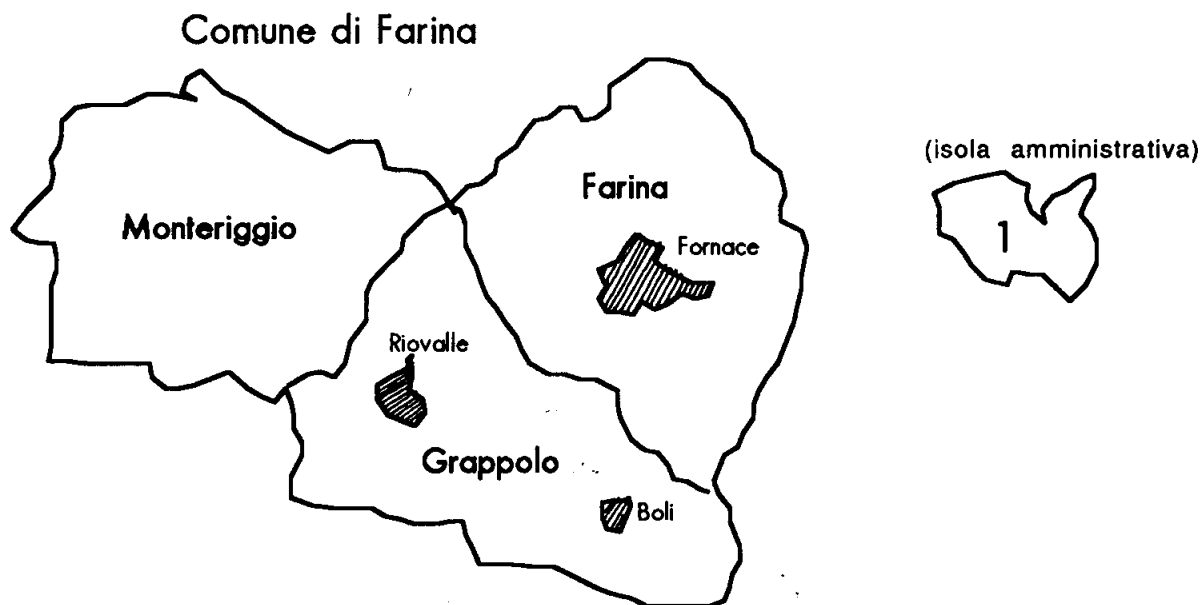 Comune di Farina
(isola amministrativa)
Farina
Monteriggio
1
Fornace
Riovalle
Grappolo
Boli